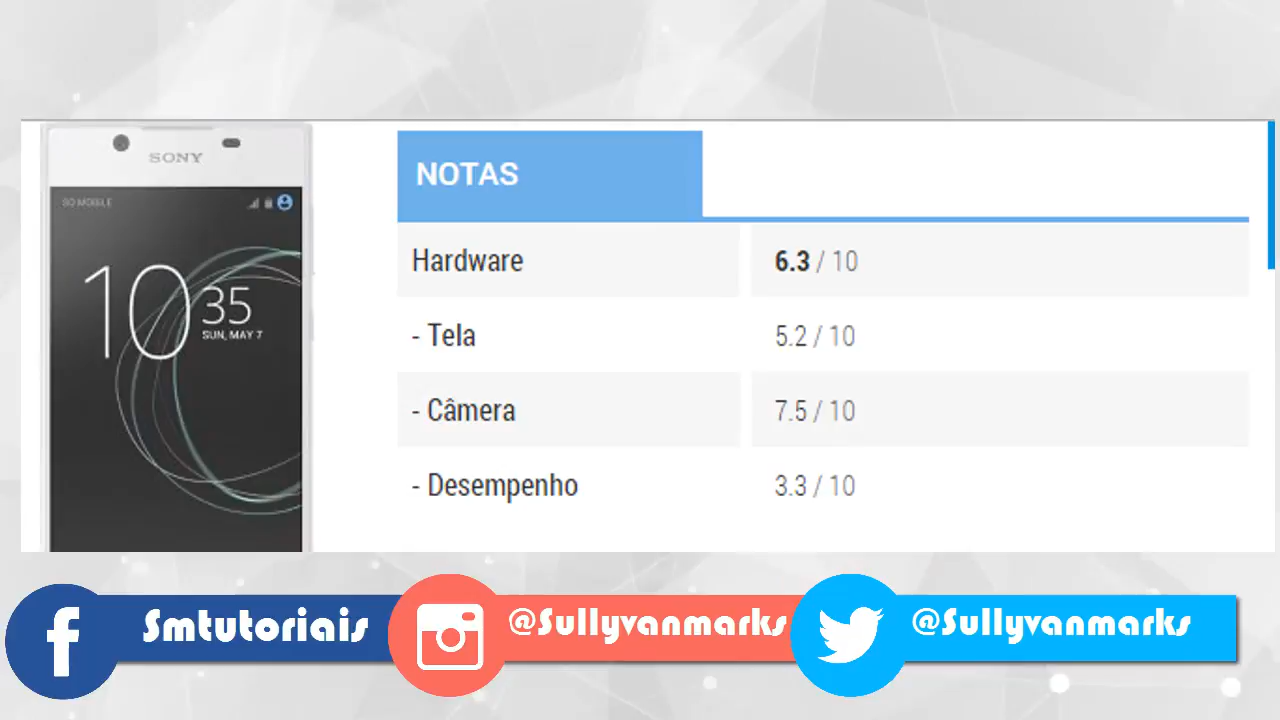 SONY
SO MOBILE
10 35
SUN, MAY 7
NOTAS
Hardware 6.3 / 10
- Tela 5.2 / 10
- Câmera 7.5 / 10
- Desempenho 3.3 / 10
Smtutoriais
@Sullyvanmarks
@Sullyvanmarks